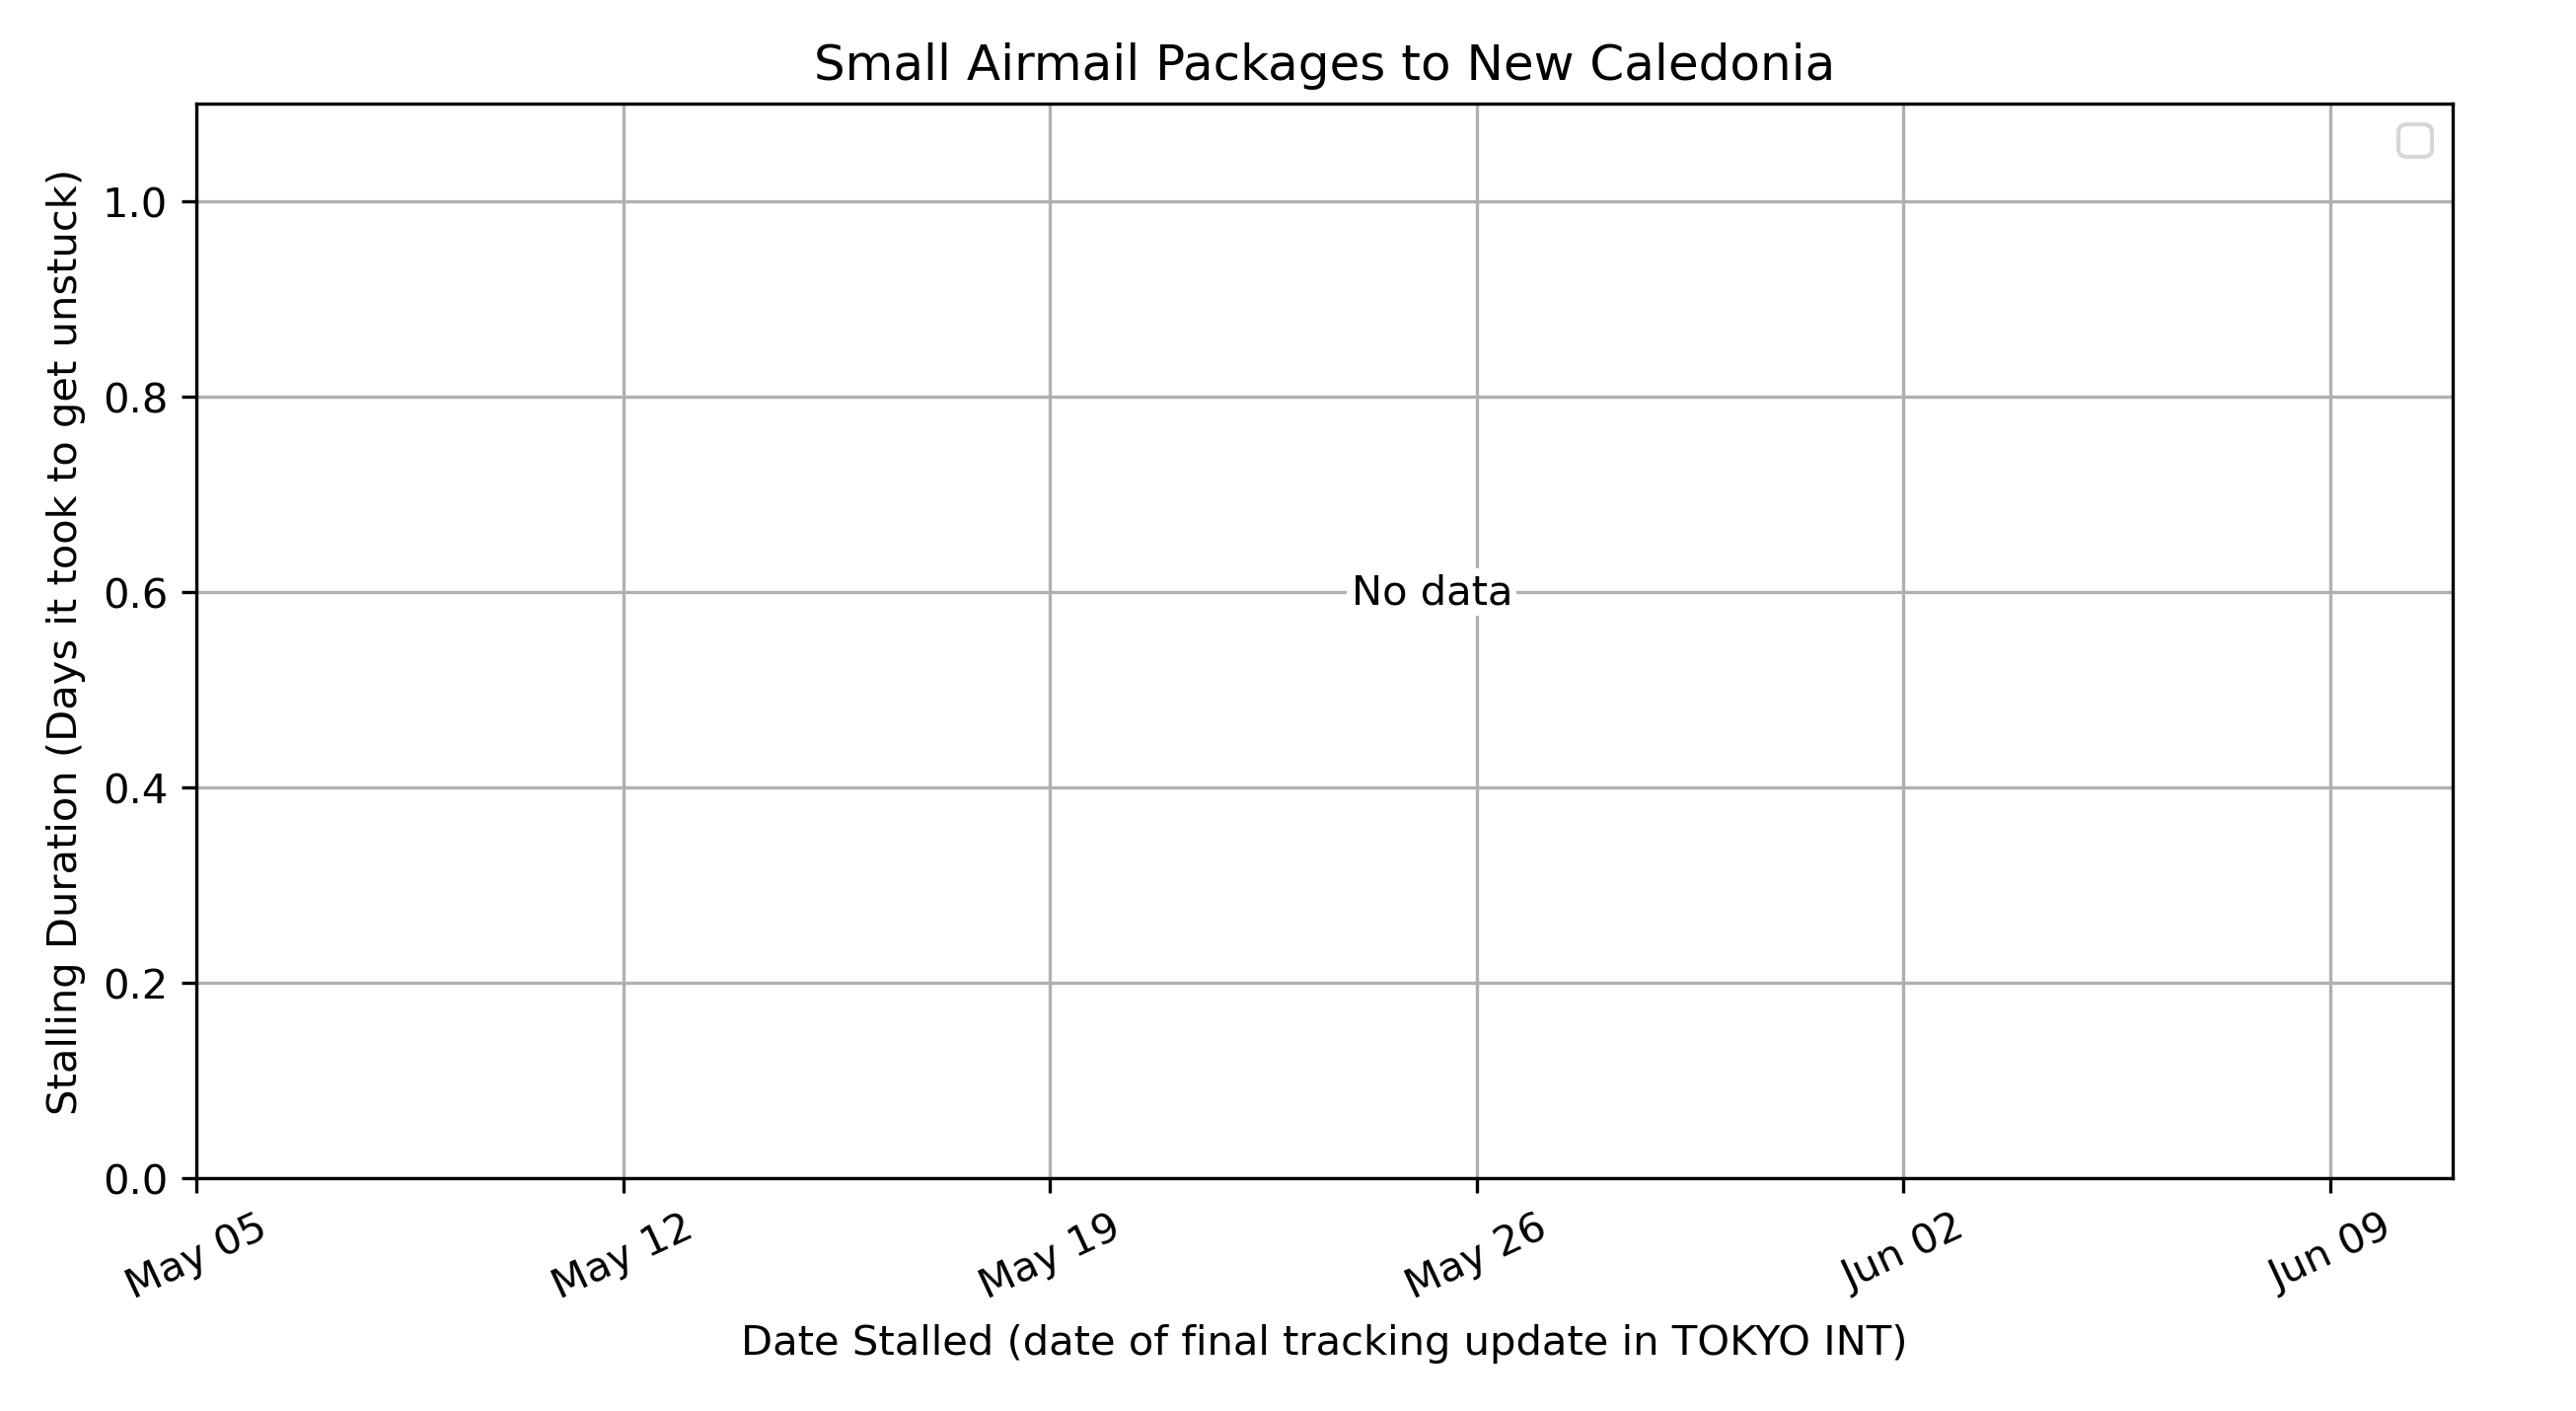 Small Airmail Packages to New Caledonia
Stalling Duration (Days it took to get unstuck)
1.0
0.8
0.6
0.4
0.2
0.0
No data
May 05
May 12
May 19
May 26
Jun 02
Jun 09
Date Stalled (date of final tracking update in TOKYO INT)